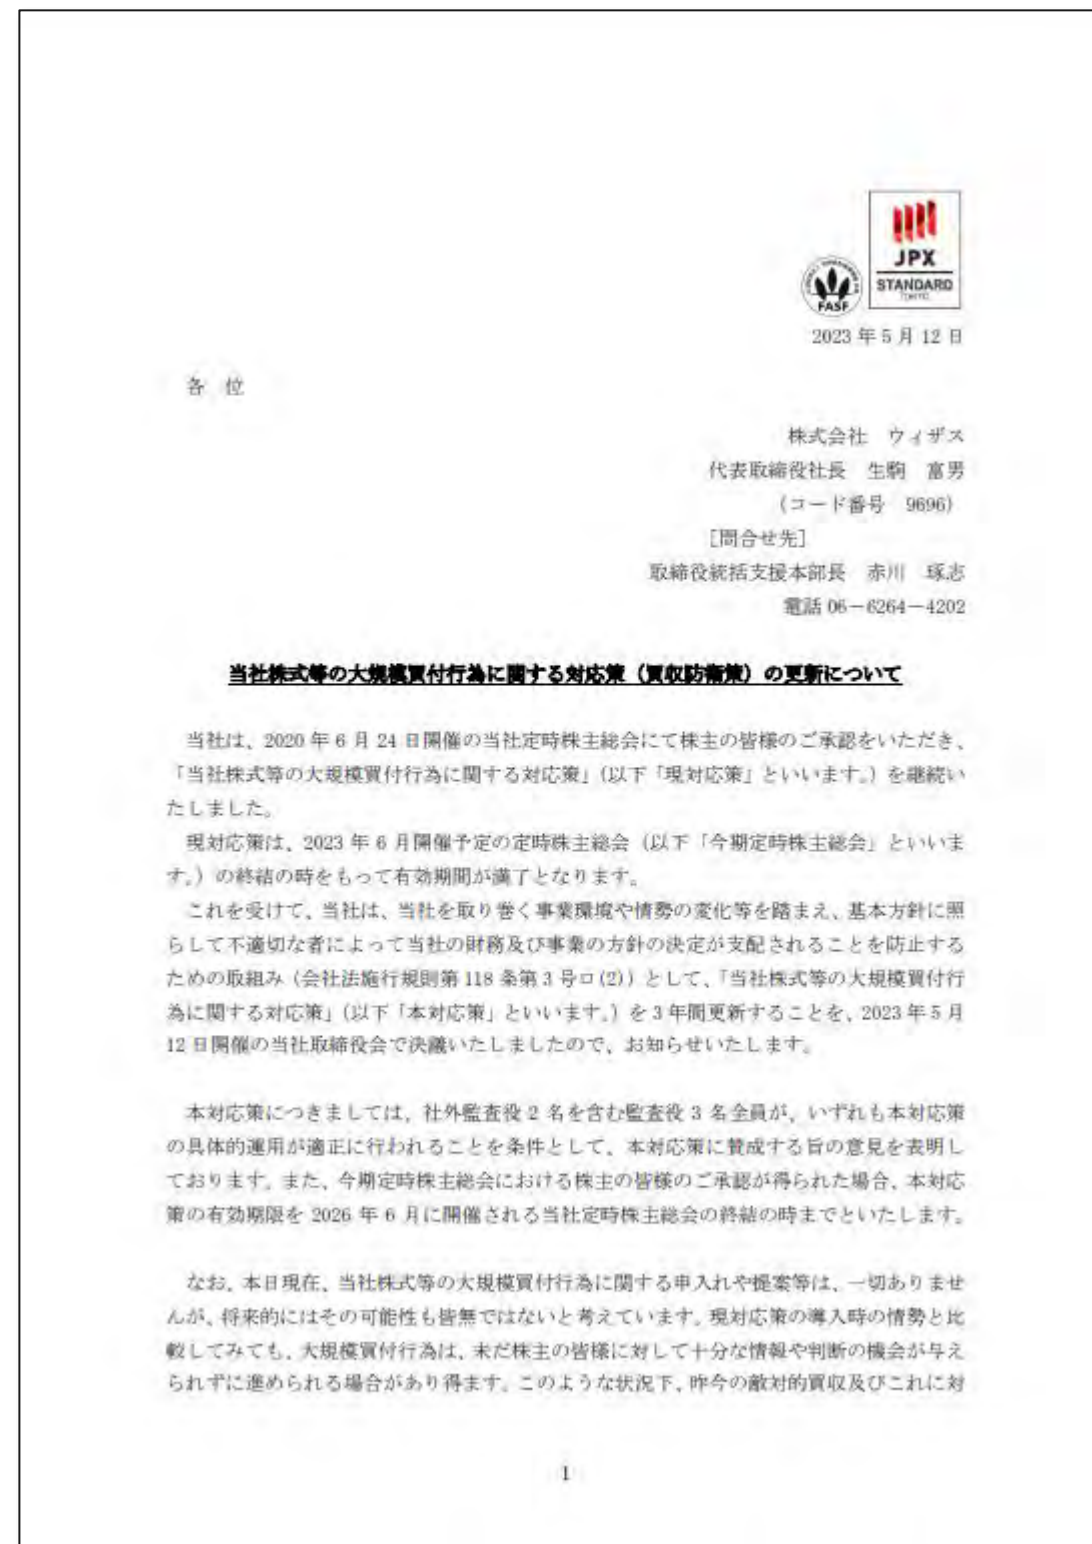 JPX
STANDARD
TOKYO
FASF
2023 年 5 月 12 日
各 位
株式会社 ウィザス
代表取締役社長 生駒 富男
（コード番号 9696）
［問合せ先］
取締役統括支援本部長 赤川 琢志
電話 06－6264－4202
当社株式等の大規模買付行為に関する対応策（買収防衛策）の更新について
当社は、2020 年 6 月 24 日開催の当社定時株主総会にて株主の皆様のご承認をいただき、
「当社株式等の大規模買付行為に関する対応策」（以下「現対応策」といいます。）を継続い
たしました。
現対応策は、2023 年 6 月開催予定の定時株主総会（以下「今期定時株主総会」といいま
す。）の終結の時をもって有効期間が満了となります。
これを受けて、当社は、当社を取り巻く事業環境や情勢の変化等を踏まえ、基本方針に照
らして不適切な者によって当社の財務及び事業の方針の決定が支配されることを防止する
ための取組み（会社法施行規則第 118 条第 3 号ロ(2)）として、「当社株式等の大規模買付行
為に関する対応策」（以下「本対応策」といいます。）を 3 年間更新することを、2023 年 5 月
12 日開催の当社取締役会で決議いたしましたので、お知らせいたします。
本対応策につきましては、社外監査役 2 名を含む監査役 3 名全員が、いずれも本対応策
の具体的運用が適正に行われることを条件として、本対応策に賛成する旨の意見を表明し
ております。また、今期定時株主総会における株主の皆様のご承認が得られた場合、本対応
策の有効期限を 2026 年 6 月に開催される当社定時株主総会の終結の時までといたします。
なお、本日現在、当社株式等の大規模買付行為に関する申入れや提案等は、一切ありませ
んが、将来的にはその可能性も皆無ではないと考えています。現対応策の導入時の情勢と比
較してみても、大規模買付行為は、未だ株主の皆様に対して十分な情報や判断の機会が与え
られずに進められる場合があり得ます。このような状況下、昨今の敵対的買収及びこれに対
1